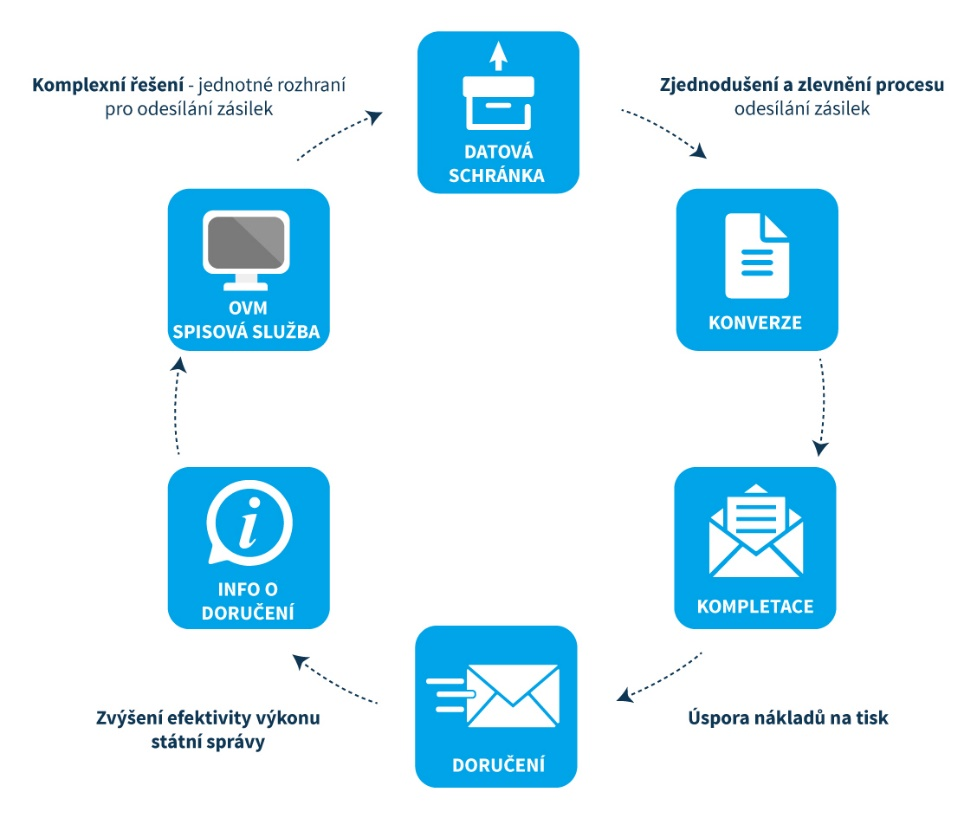 Komplexní řešení - jednotné rozhraní
pro odesílání zásilek
DATOVÁ
SCHRÁNKA
Zjednodušení a zlevnění procesu
odesílání zásilek
OVM
SPISOVÁ SLUŽBA
KONVERZE
INFO O
DORUČENÍ
KOMPLETACE
Zvýšení efektivity výkonu
státní správy
DORUČENÍ
Úspora nákladů na tisk